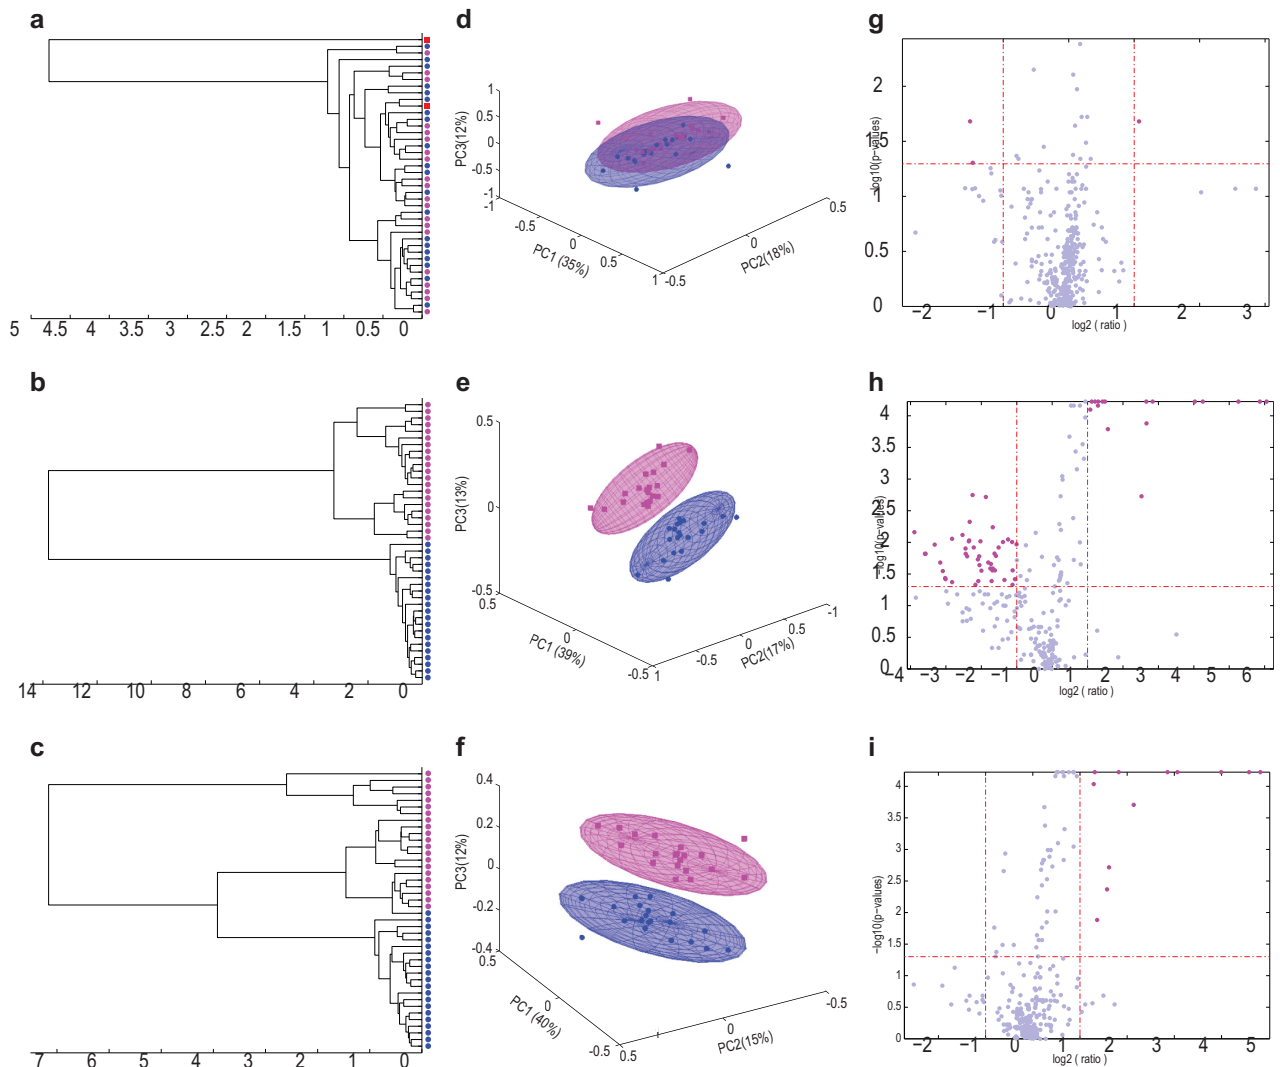 a
5 4.5 4 3.5 3 2.5 2 1.5 1 0.5 0
d
1
0.5
0
-0.5
-1
PC3(12%)
-1 -0.5 0 0.5 1
PC1 (35%)
-0.5 0 0.5
PC2(18%)
g
2
1.5
1
0.5
0
−log10(p−values)
−2 −1 0 1 2 3
log2 ( ratio )
b
14 12 10 8 6 4 2 0
e
0.5
0
-0.5
PC3(13%)
0.5 0 -0.5
PC1 (39%)
1 -0.5 0 0.5 -1
PC2(17%)
h
4
3.5
3
2.5
2
1.5
1
0.5
0
−log10(p−values)
−4 −3 −2 −1 0 1 2 3 4 5 6
log2 ( ratio )
c
7 6 5 4 3 2 1 0
f
0.4
0.2
0
-0.2
-0.4
PC3(12%)
0.5 0 -0.5
PC1 (40%)
0.5 0 -0.5
PC2(15%)
i
4
3.5
3
2.5
2
1.5
1
0.5
0
−log10(p−values)
−2 −1 0 1 2 3 4 5
log2 ( ratio )